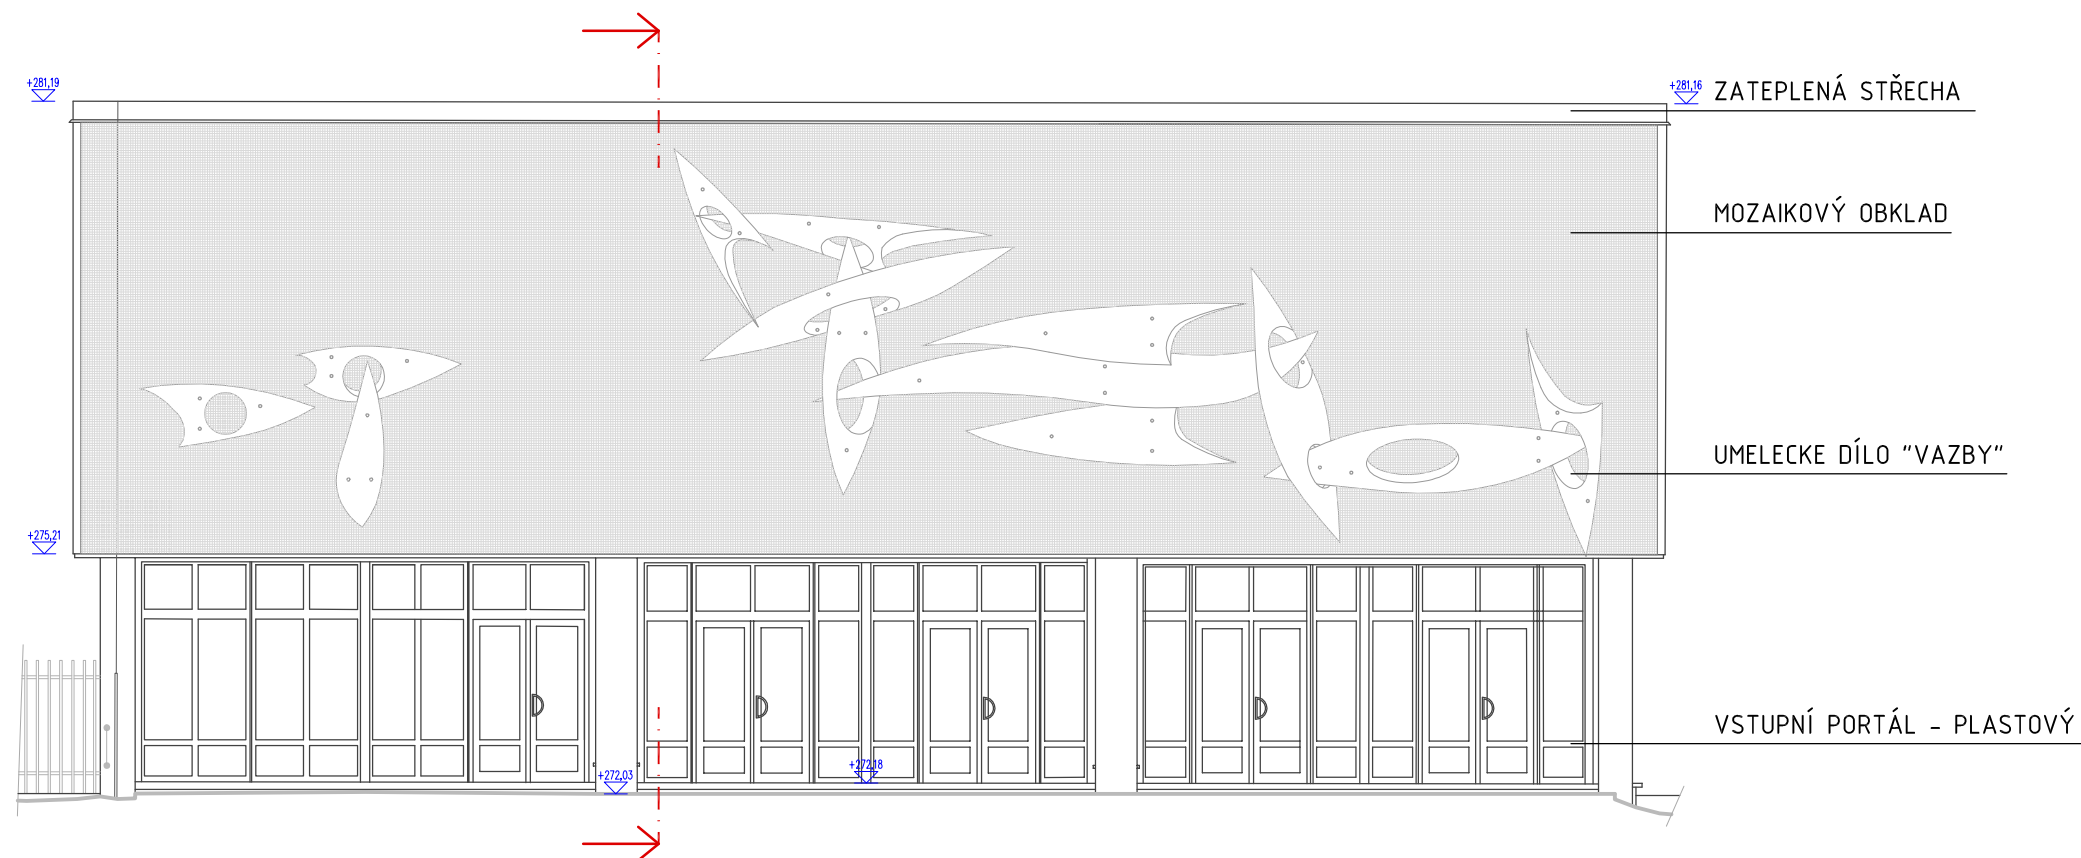 +281,19
+281,16
ZATEPLENÁ STŘECHA
MOZAIKOVÝ OBKLAD
UMELECKE DÍLO "VAZBY"
+275,21
VSTUPNÍ PORTÁL - PLASTOVÝ
+272,03
+272,18